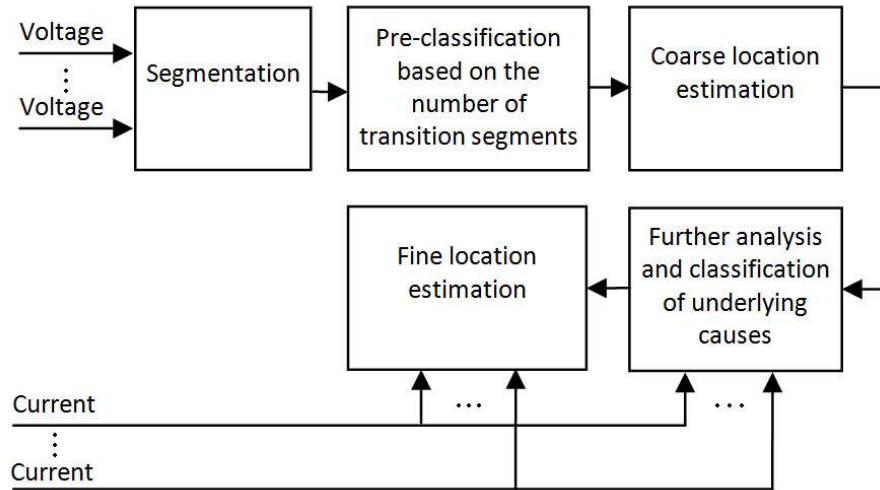 Voltage
Voltage
Segmentation
Pre-classification
based on the
number of
transition segments
Coarse location
estimation
Fine location
estimation
Further analysis
and classification
of underlying
causes
Current
Current